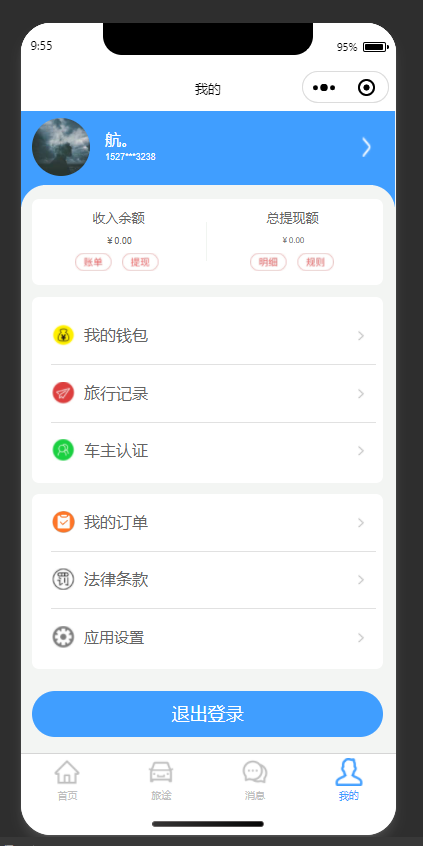 9:55
95%
我的
航。
1527***3238
收入余额 总提现额
¥ 0.00 ¥ 0.00
账单 提现 明细 规则
我的钱包
旅行记录
车主认证
我的订单
罚 法律条款
应用设置
退出登录
首页 旅途 消息 我的